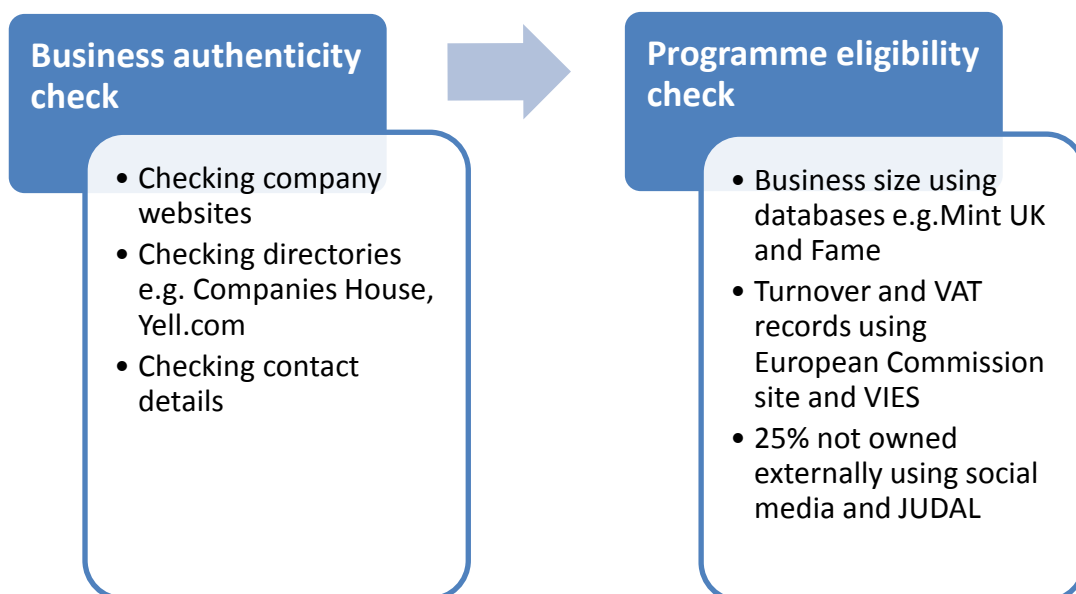 Business authenticity
check
• Checking company
websites
• Checking directories
e.g. Companies House,
Yell.com
• Checking contact
details
Programme eligibility
check
• Business size using
databases e.g.Mint UK
and Fame
• Turnover and VAT
records using
European Commission
site and VIES
• 25% not owned
externally using social
media and JUDAL